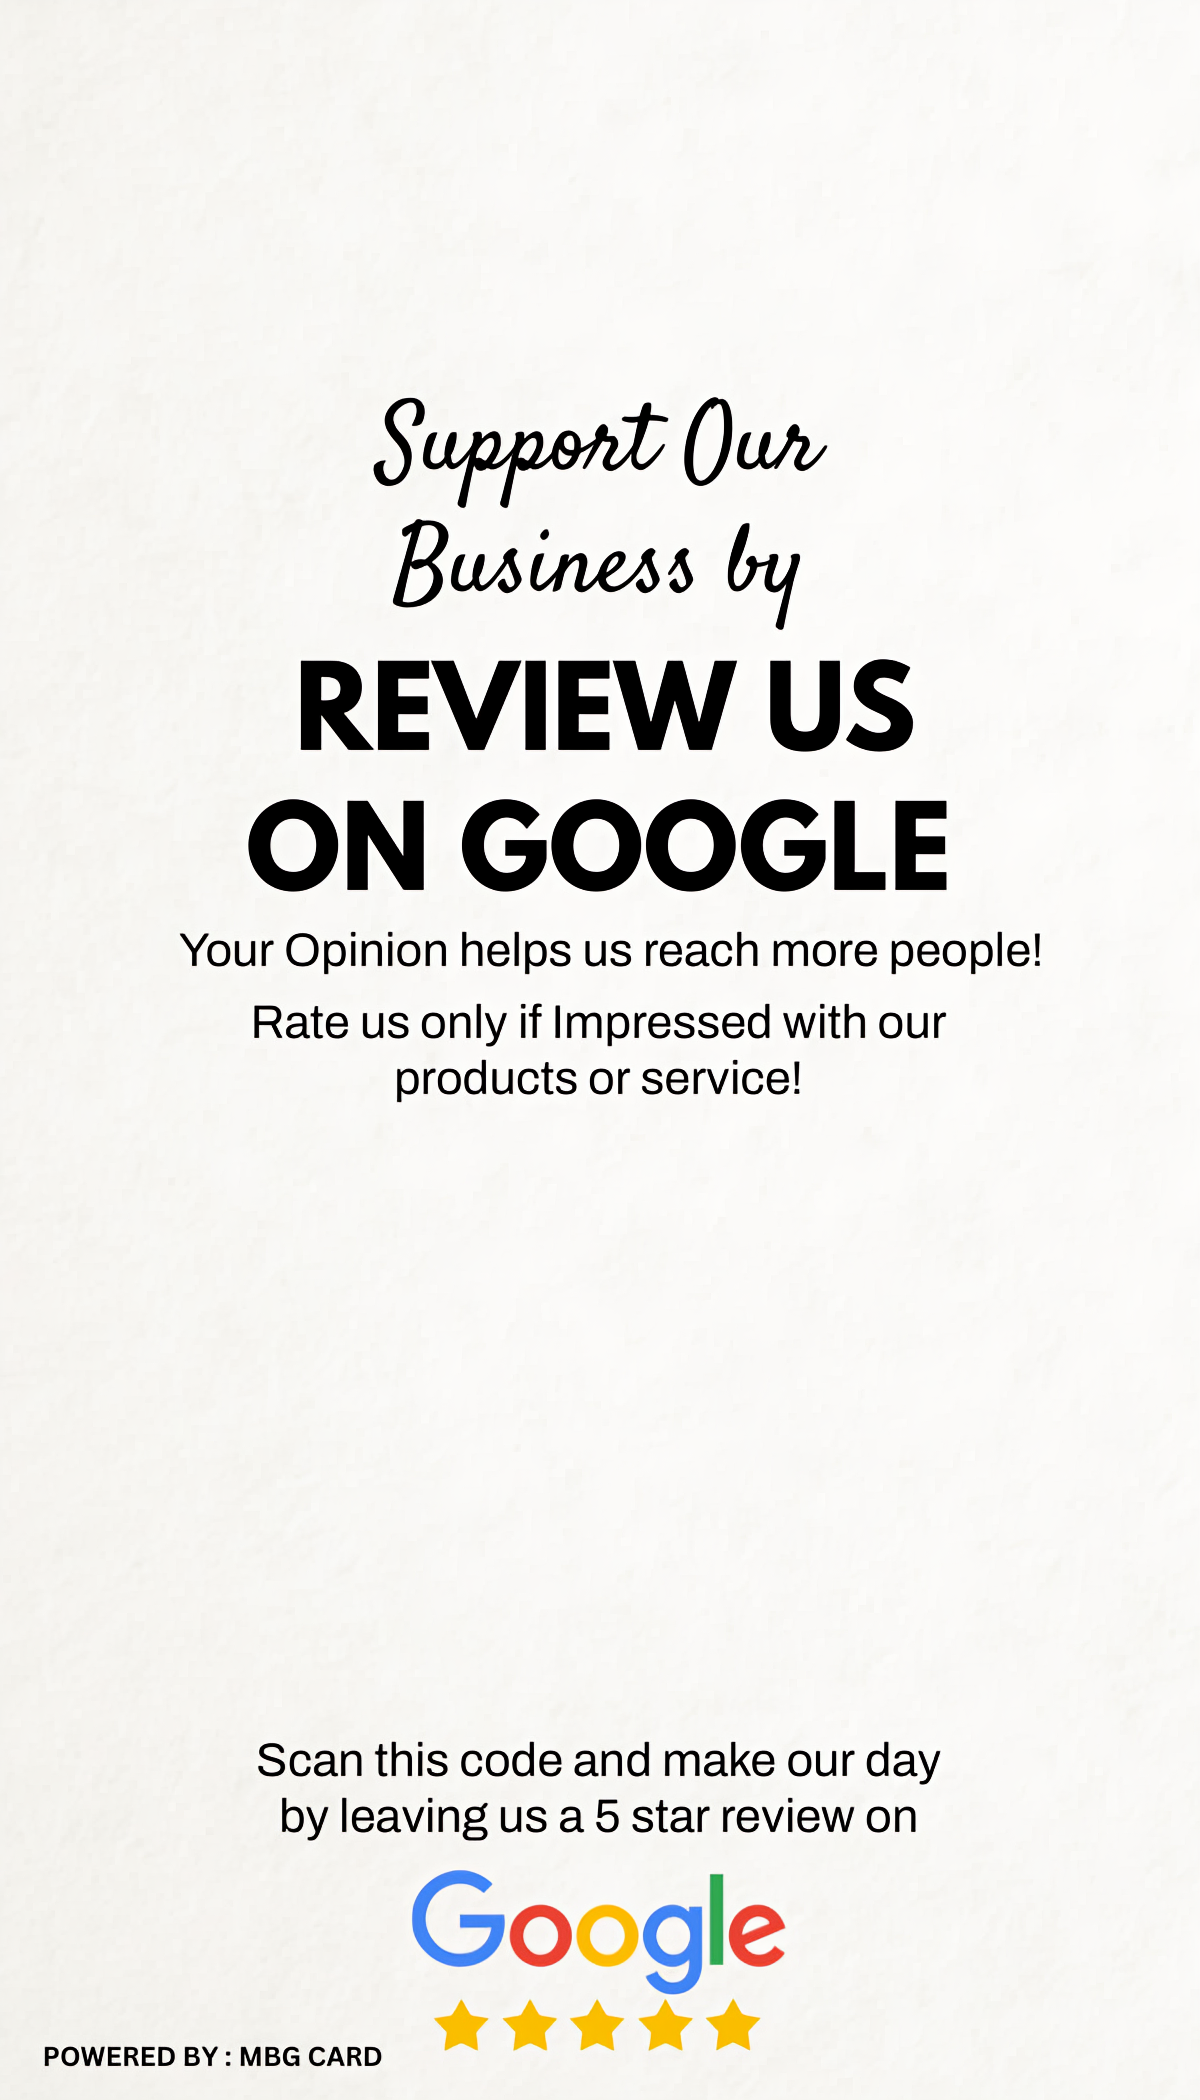 Support Our
Business by
REVIEW US
ON GOOGLE
Your Opinion helps us reach more people!
Rate us only if Impressed with our
products or service!
Scan this code and make our day
by leaving us a 5 star review on
Google
POWERED BY : MBG CARD